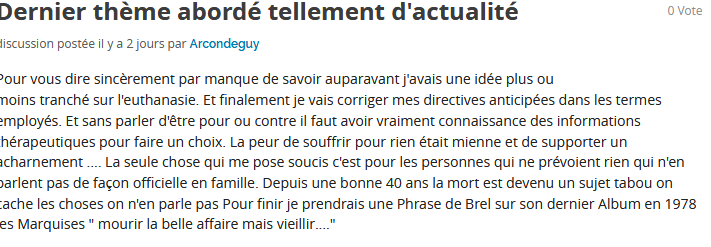 Dernier thème abordé tellement d'actualité
0 Vote
discussion postée il y a 2 jours par Arcondeguy
Pour vous dire sincèrement par manque de savoir auparavant j'avais une idée plus ou
moins tranché sur l'euthanasie. Et finalement je vais corriger mes directives anticipées dans les termes
employés. Et sans parler d'être pour ou contre il faut avoir vraiment connaissance des informations
thérapeutiques pour faire un choix. La peur de souffrir pour rien était mienne et de supporter un
acharnement .... La seule chose qui me pose soucis c'est pour les personnes qui ne prévoient rien qui n'en
parlent pas de façon officielle en famille. Depuis une bonne 40 ans la mort est devenu un sujet tabou on
cache les choses on n'en parle pas Pour finir je prendrais une Phrase de Brel sur son dernier Album en 1978
les Marquises " mourir la belle affaire mais vieillir...."